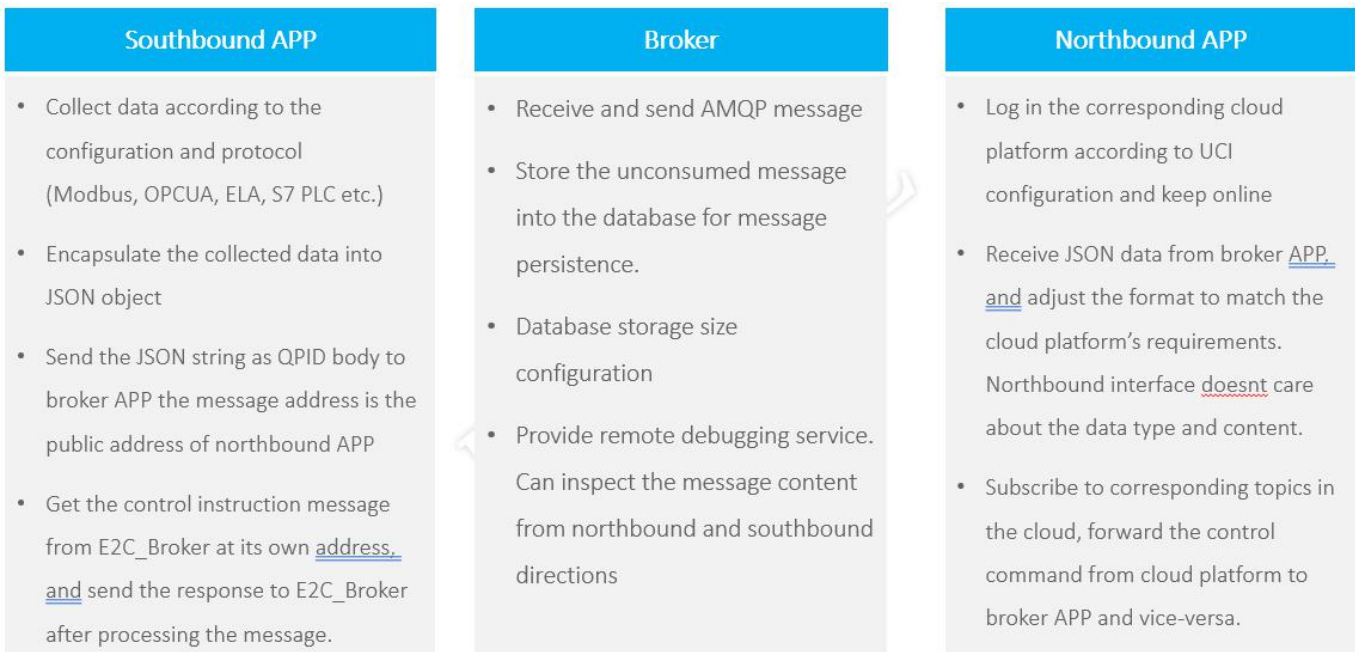 Southbound APP
• Collect data according to the
configuration and protocol
(Modbus, OPCUA, ELA, S7 PLC etc.)
• Encapsulate the collected data into
JSON object
• Send the JSON string as QPID body to
broker APP the message address is the
public address of northbound APP
• Get the control instruction message
from E2C_Broker at its own address,
and send the response to E2C_Broker
after processing the message.
Broker
• Receive and send AMQP message
• Store the unconsumed message
into the database for message
persistence.
• Database storage size
configuration
• Provide remote debugging service.
Can inspect the message content
from northbound and southbound
directions
Northbound APP
• Log in the corresponding cloud
platform according to UCI
configuration and keep online
• Receive JSON data from broker APP,
and adjust the format to match the
cloud platform’s requirements.
Northbound interface doesnt care
about the data type and content.
• Subscribe to corresponding topics in
the cloud, forward the control
command from cloud platform to
broker APP and vice-versa.